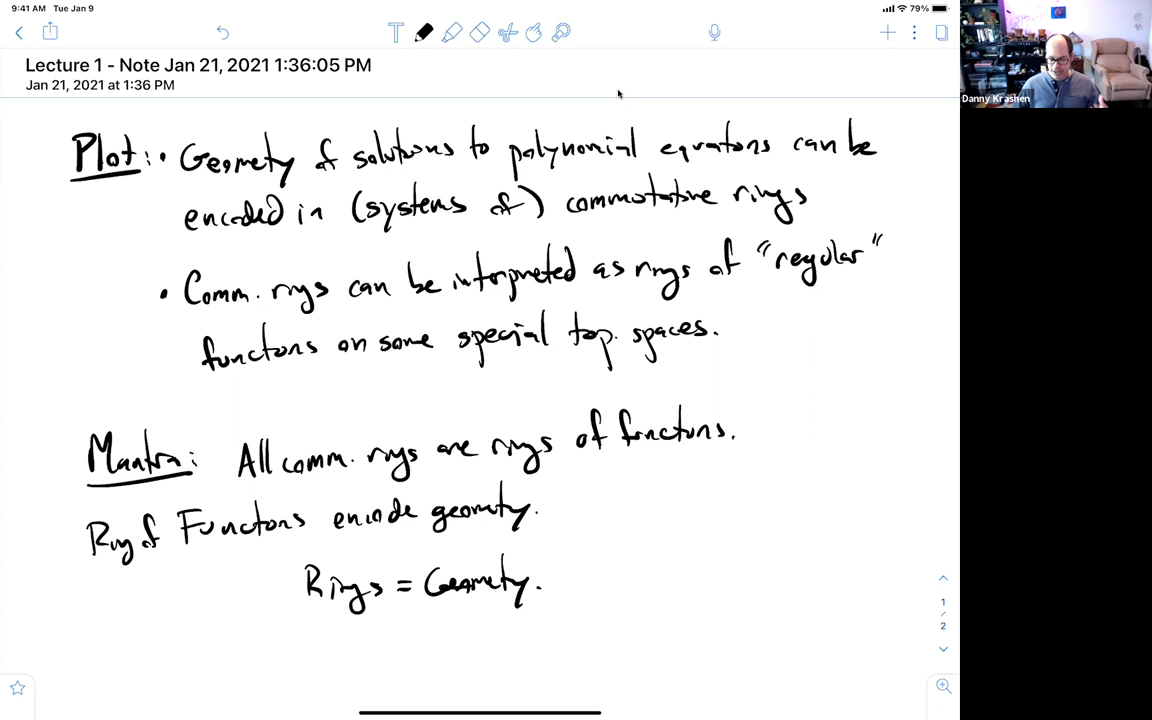 9:41 AM Tue Jan 9
79%
Lecture 1 - Note Jan 21, 2021 1:36:05 PM
Jan 21, 2021 at 1:36 PM
Danny Krashen
Plot: • Geometry of solutions to polynomial equations can be
encoded in (systems of) commutative rings
• Comm. rings can be interpreted as rings of "regular"
functions on some special top. spaces.
Mantra: All comm. rings are rings of functions.
Ring of Functions encode geometry.
Rings = Geometry.
1
/
2